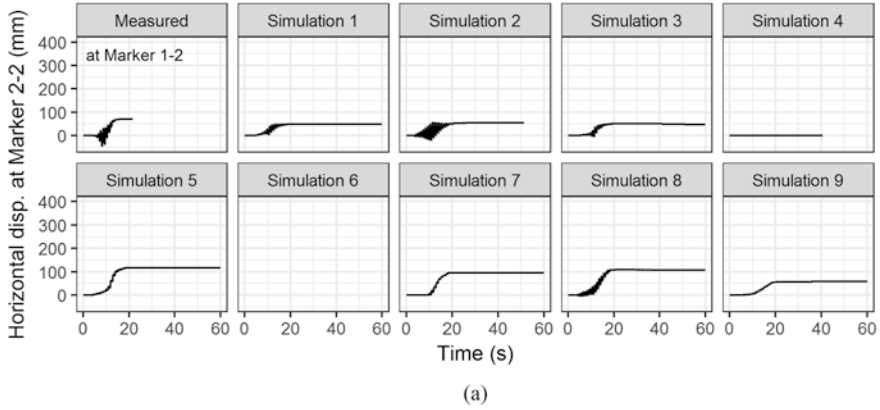 Measured Simulation 1 Simulation 2 Simulation 3 Simulation 4
at Marker 1-2
400
300
200
100
0
Simulation 5 Simulation 6 Simulation 7 Simulation 8 Simulation 9
400
300
200
100
0
0 20 40 60 0 20 40 60 0 20 40 60 0 20 40 60 0 20 40 60
Horizontal disp. at Marker 2-2 (mm)
Time (s)
(a)